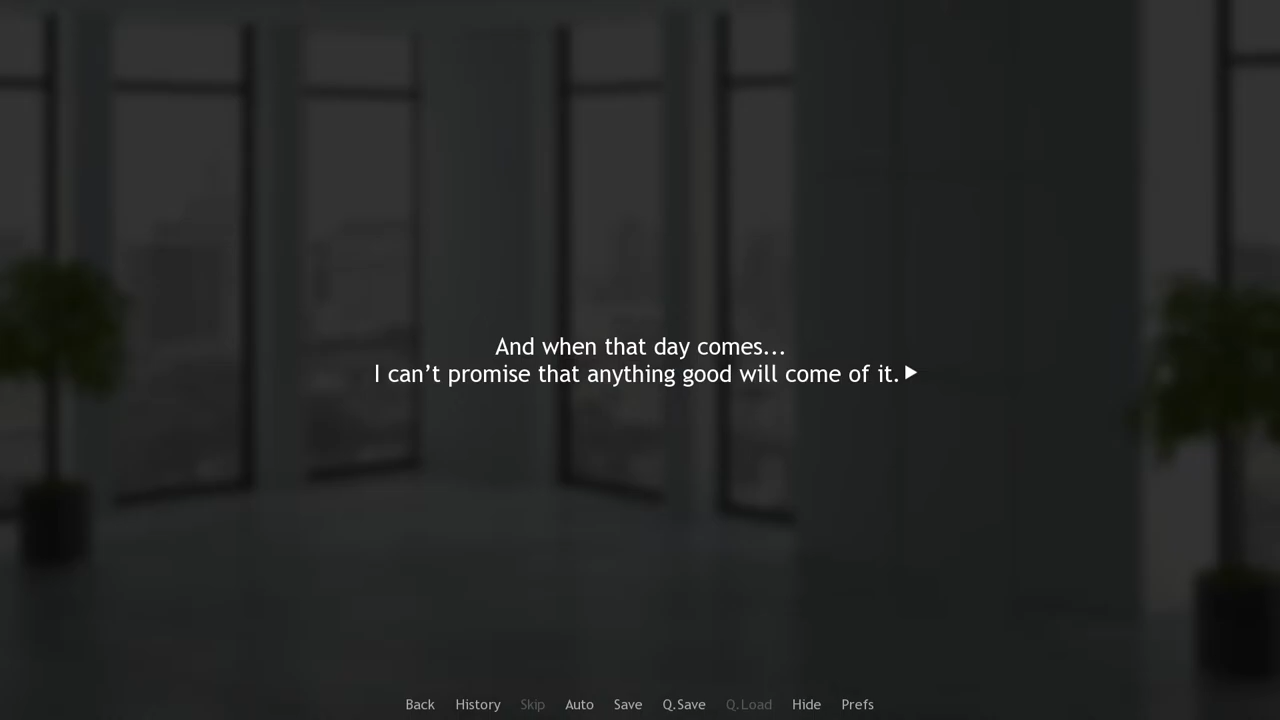 And when that day comes...
I can’t promise that anything good will come of it.
Back History Skip Auto Save Q.Save Q.Load Hide Prefs